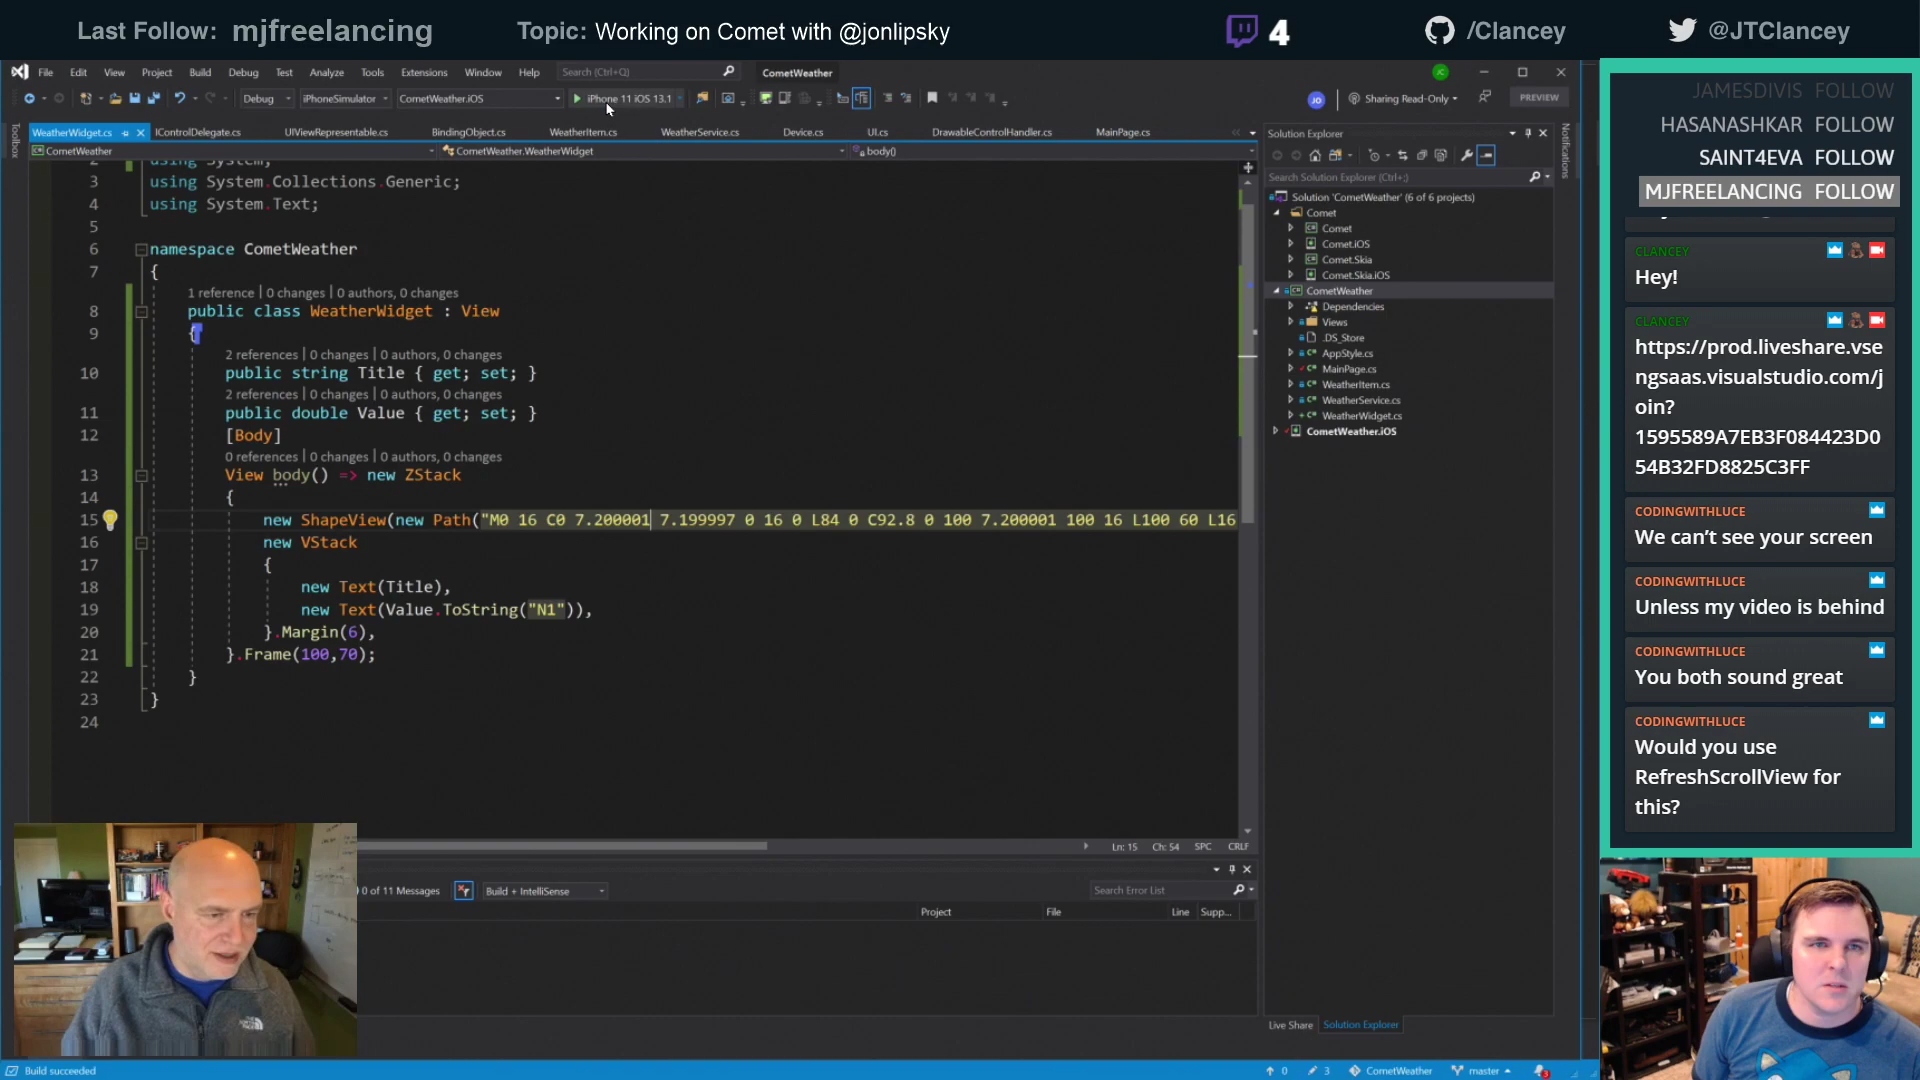 Last Follow: mjfreelancing
Topic: Working on Comet with @jonlipsky
4
/Clancey
@JTClancey
File Edit View Project Build Debug Test Analyze Tools Extensions Window Help
Search (Ctrl+Q)
CometWeather
Debug
iPhoneSimulator
CometWeather.iOS
iPhone 11 iOS 13.1
JO
Sharing Read-Only
PREVIEW
Toolbox
WeatherWidget.cs
IControlDelegate.cs
UIViewRepresentable.cs
BindingObject.cs
WeatherItem.cs
WeatherService.cs
Device.cs
UI.cs
DrawableControlHandler.cs
MainPage.cs
CometWeather
CometWeather.WeatherWidget
body()
2 using System;
3 using System.Collections.Generic;
4 using System.Text;
5
6 namespace CometWeather
7 {
1 reference | 0 changes | 0 authors, 0 changes
8 public class WeatherWidget : View
9 {
2 references | 0 changes | 0 authors, 0 changes
10 public string Title { get; set; }
2 references | 0 changes | 0 authors, 0 changes
11 public double Value { get; set; }
12 [Body]
0 references | 0 changes | 0 authors, 0 changes
13 View body() => new ZStack
14 {
15 new ShapeView(new Path("M0 16 C0 7.200001 7.199997 0 16 0 L84 0 C92.8 0 100 7.200001 100 16 L100 60 L16
16 new VStack
17 {
18 new Text(Title),
19 new Text(Value.ToString("N1")),
20 }.Margin(6),
21 }.Frame(100,70);
22 }
23 }
24
Ln: 15 Ch: 54 SPC CRLF
0 of 11 Messages
Build + IntelliSense
Search Error List
Project File Line Supp...
Solution Explorer
Search Solution Explorer (Ctrl+;)
Solution 'CometWeather' (6 of 6 projects)
Comet
Comet
Comet.iOS
Comet.Skia
Comet.Skia.iOS
CometWeather
Dependencies
Views
.DS_Store
AppStyle.cs
MainPage.cs
WeatherItem.cs
WeatherService.cs
WeatherWidget.cs
CometWeather.iOS
Notifications
Live Share
Solution Explorer
Build succeeded
0
3
CometWeather
master
JAMESDIVIS FOLLOW
HASANASHKAR FOLLOW
SAINT4EVA FOLLOW
MJFREELANCING FOLLOW
CLANCEY
Hey!
CLANCEY
https://prod.liveshare.vse
ngsaas.visualstudio.com/j
oin?
1595589A7EB3F084423D0
54B32FD8825C3FF
CODINGWITHLUCE
We can't see your screen
CODINGWITHLUCE
Unless my video is behind
CODINGWITHLUCE
You both sound great
CODINGWITHLUCE
Would you use
RefreshScrollView for
this?